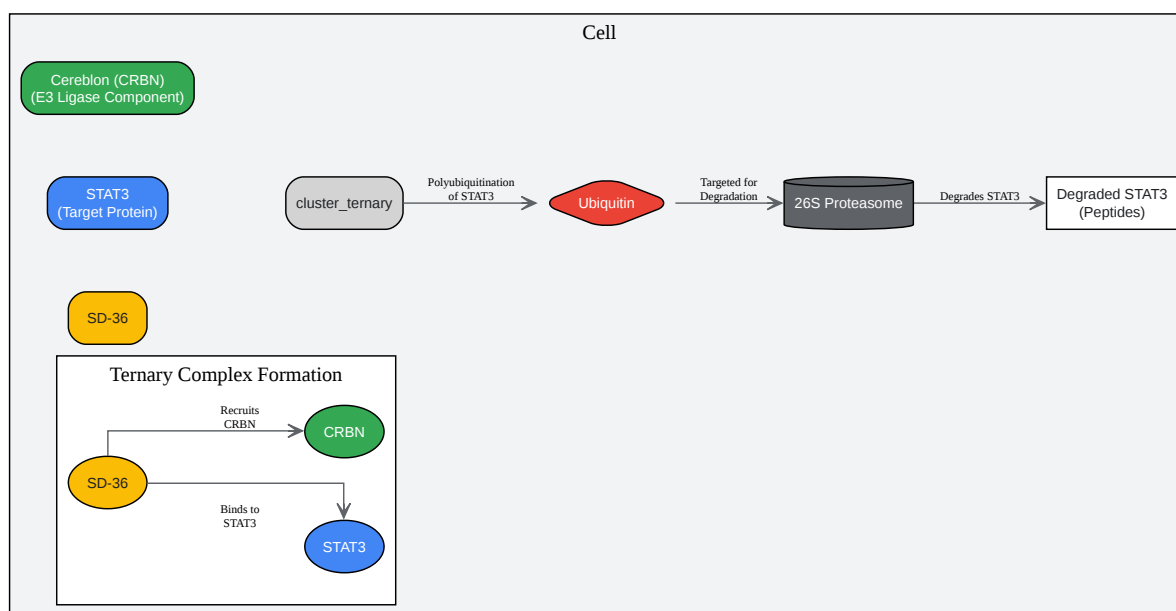 Cell
Cereblon (CRBN)
(E3 Ligase Component)
STAT3
(Target Protein)
cluster_ternary
Polyubiquitination
of STAT3
Ubiquitin
Targeted for
Degradation
26S Proteasome
Degrades STAT3
Degraded STAT3
(Peptides)
SD-36
Ternary Complex Formation
Recruits
CRBN
CRBN
SD-36
Binds to
STAT3
STAT3